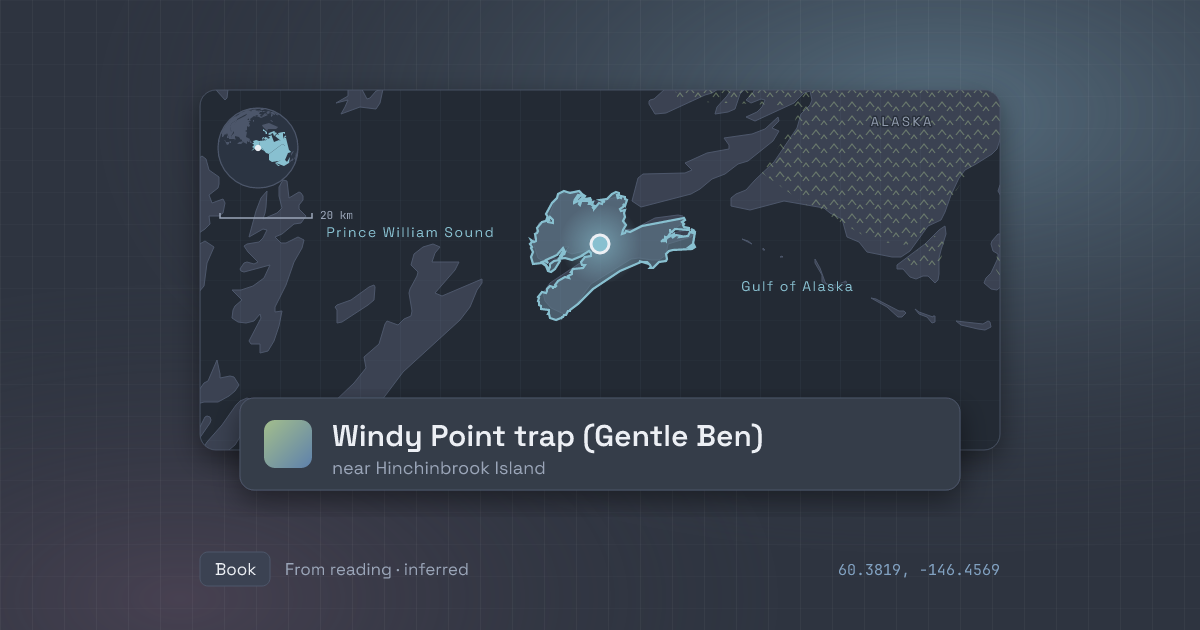 ALASKA
20 km
Prince William Sound
Gulf of Alaska
Windy Point trap (Gentle Ben)
near Hinchinbrook Island
Book
From reading · inferred
60.3819, -146.4569